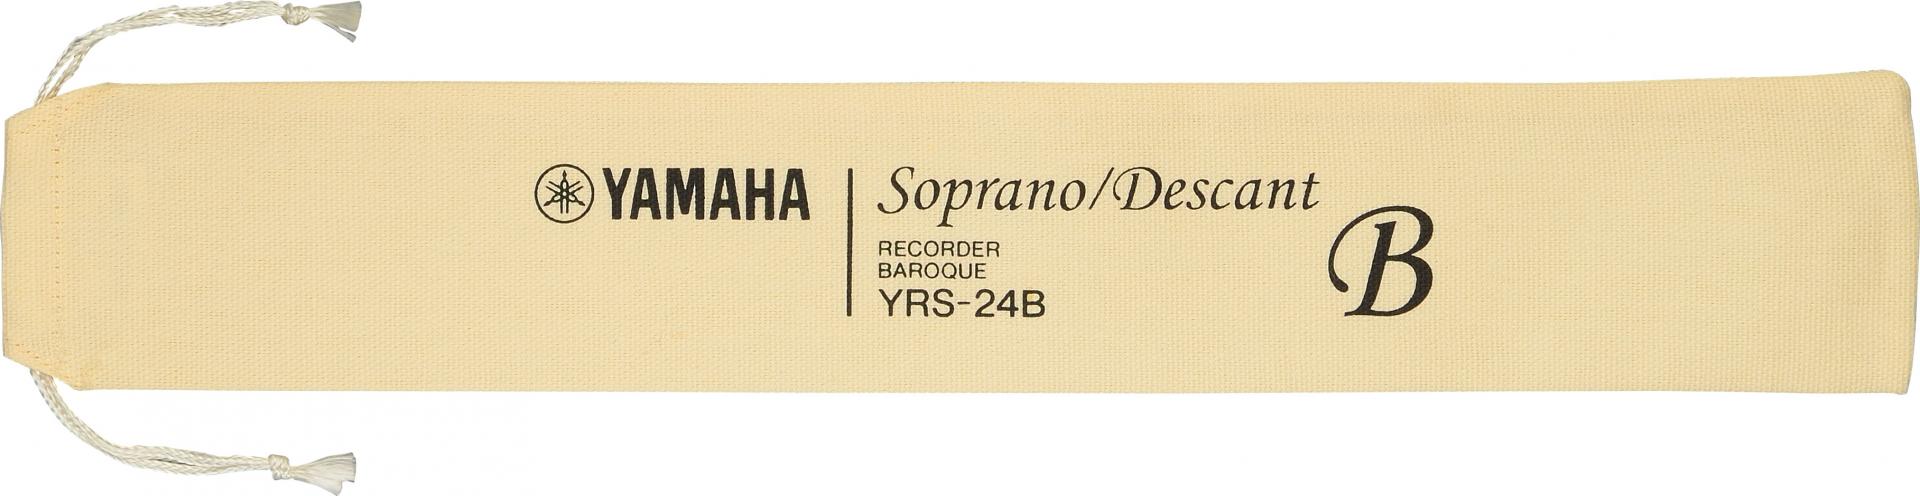 YAMAHA
Soprano/Descant
RECORDER
BAROQUE
YRS-24B
B